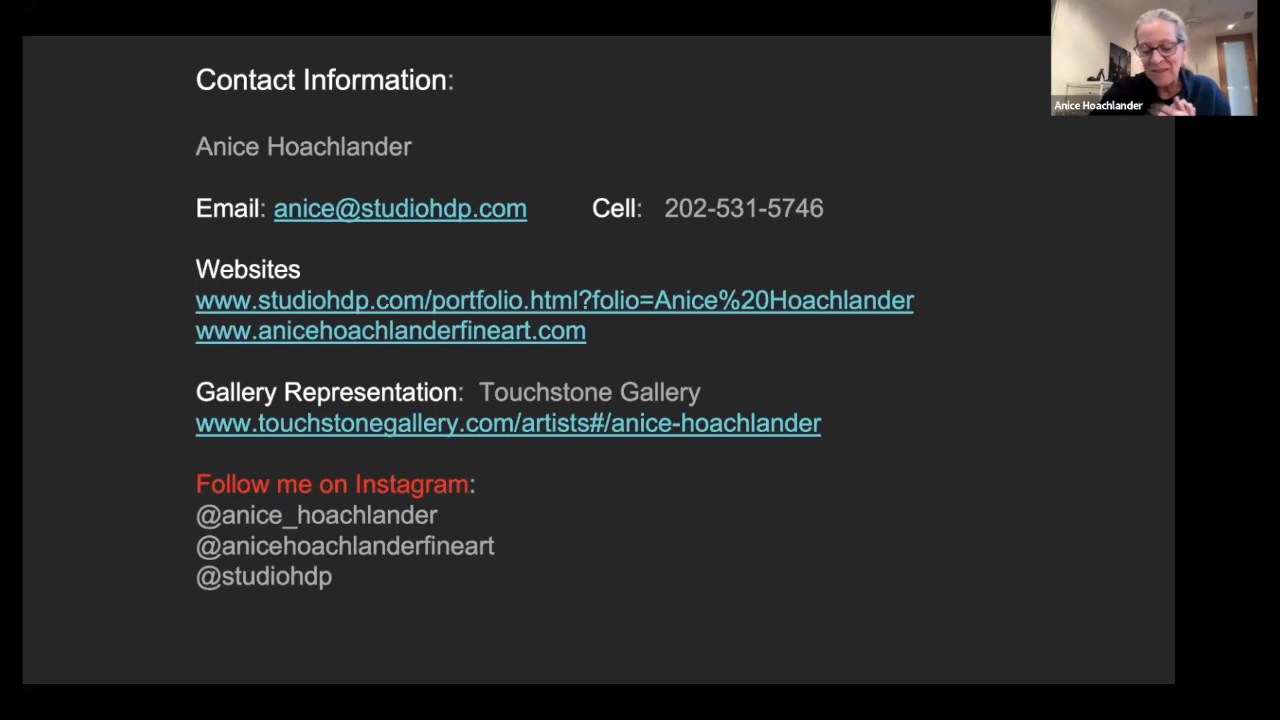 Contact Information:
Anice Hoachlander
Email: anice@studiohdp.com Cell: 202-531-5746
Websites
www.studiohdp.com/portfolio.html?folio=Anice%20Hoachlander
www.anicehoachlanderfineart.com
Gallery Representation: Touchstone Gallery
www.touchstonegallery.com/artists#/anice-hoachlander
Follow me on Instagram:
@anice_hoachlander
@anicehoachlanderfineart
@studiohdp
Anice Hoachlander